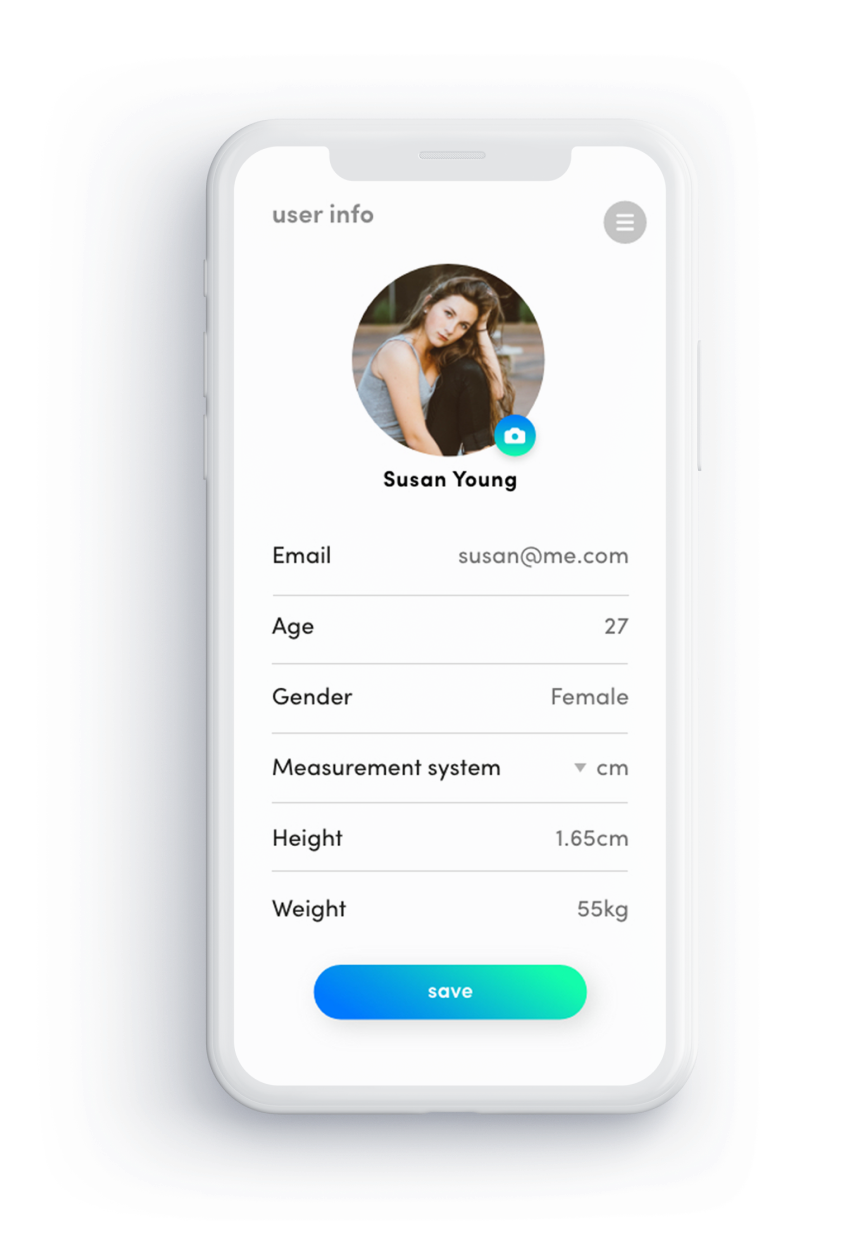 user info
Susan Young
Email susan@me.com
Age 27
Gender Female
Measurement system cm
Height 1.65cm
Weight 55kg
save